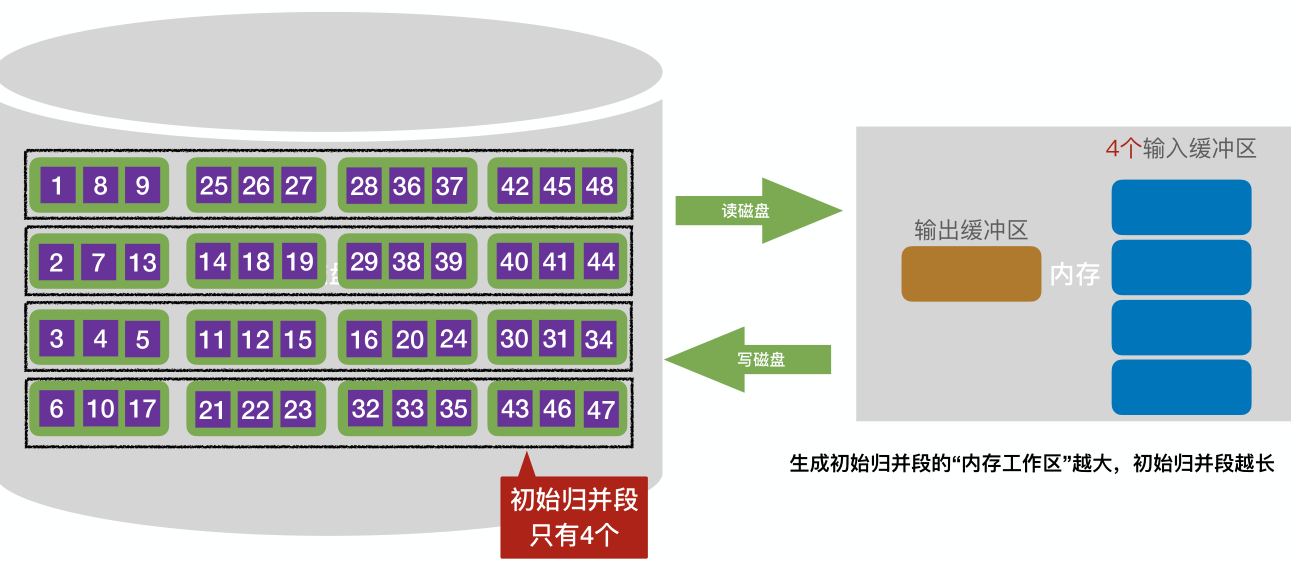 4个输入缓冲区
1 8 9 25 26 27 28 36 37 42 45 48
读磁盘
输出缓冲区
2 7 13 14 18 19 29 38 39 40 41 44
内存
3 4 5 11 12 15 16 20 24 30 31 34
写磁盘
6 10 17 21 22 23 32 33 35 43 46 47
生成初始归并段的“内存工作区”越大，初始归并段越长
初始归并段
只有4个